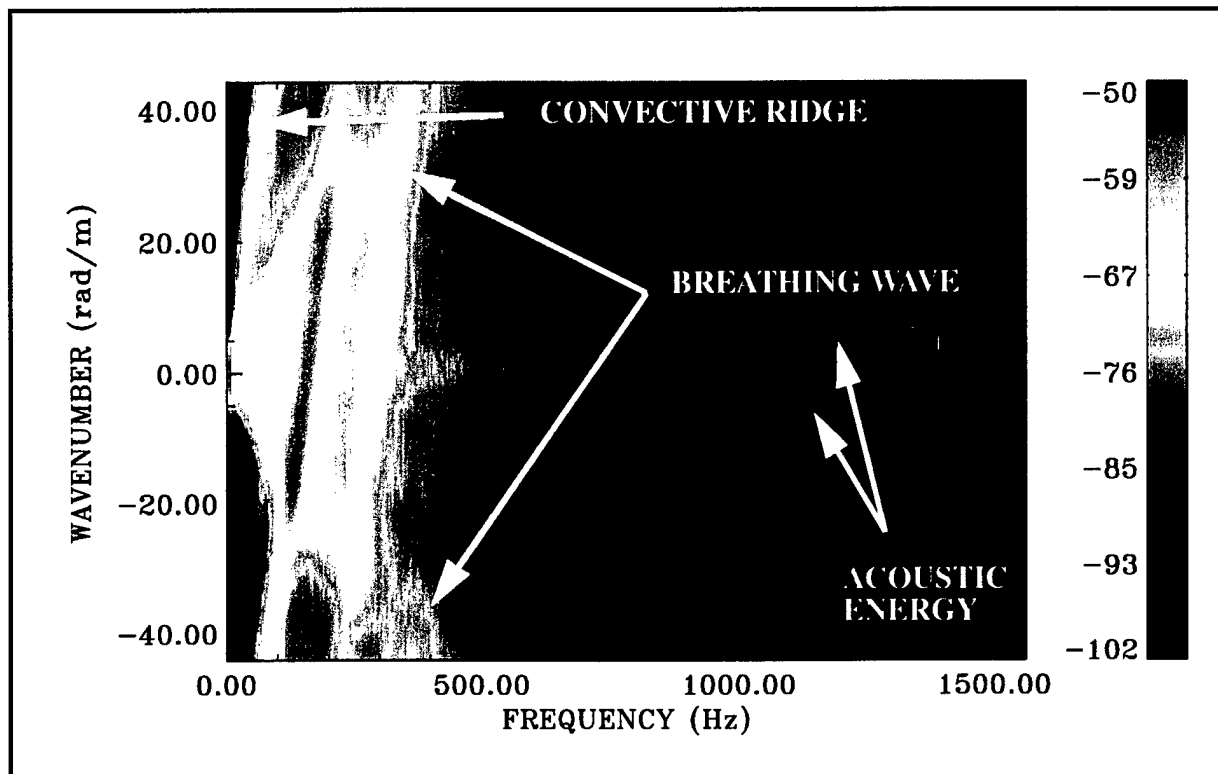 40.00
20.00
0.00
−20.00
−40.00
WAVENUMBER (rad/m)
CONVECTIVE RIDGE
BREATHING WAVE
ACOUSTIC
ENERGY
0.00
500.00
1000.00
1500.00
FREQUENCY (Hz)
−50
−59
−67
−76
−85
−93
−102